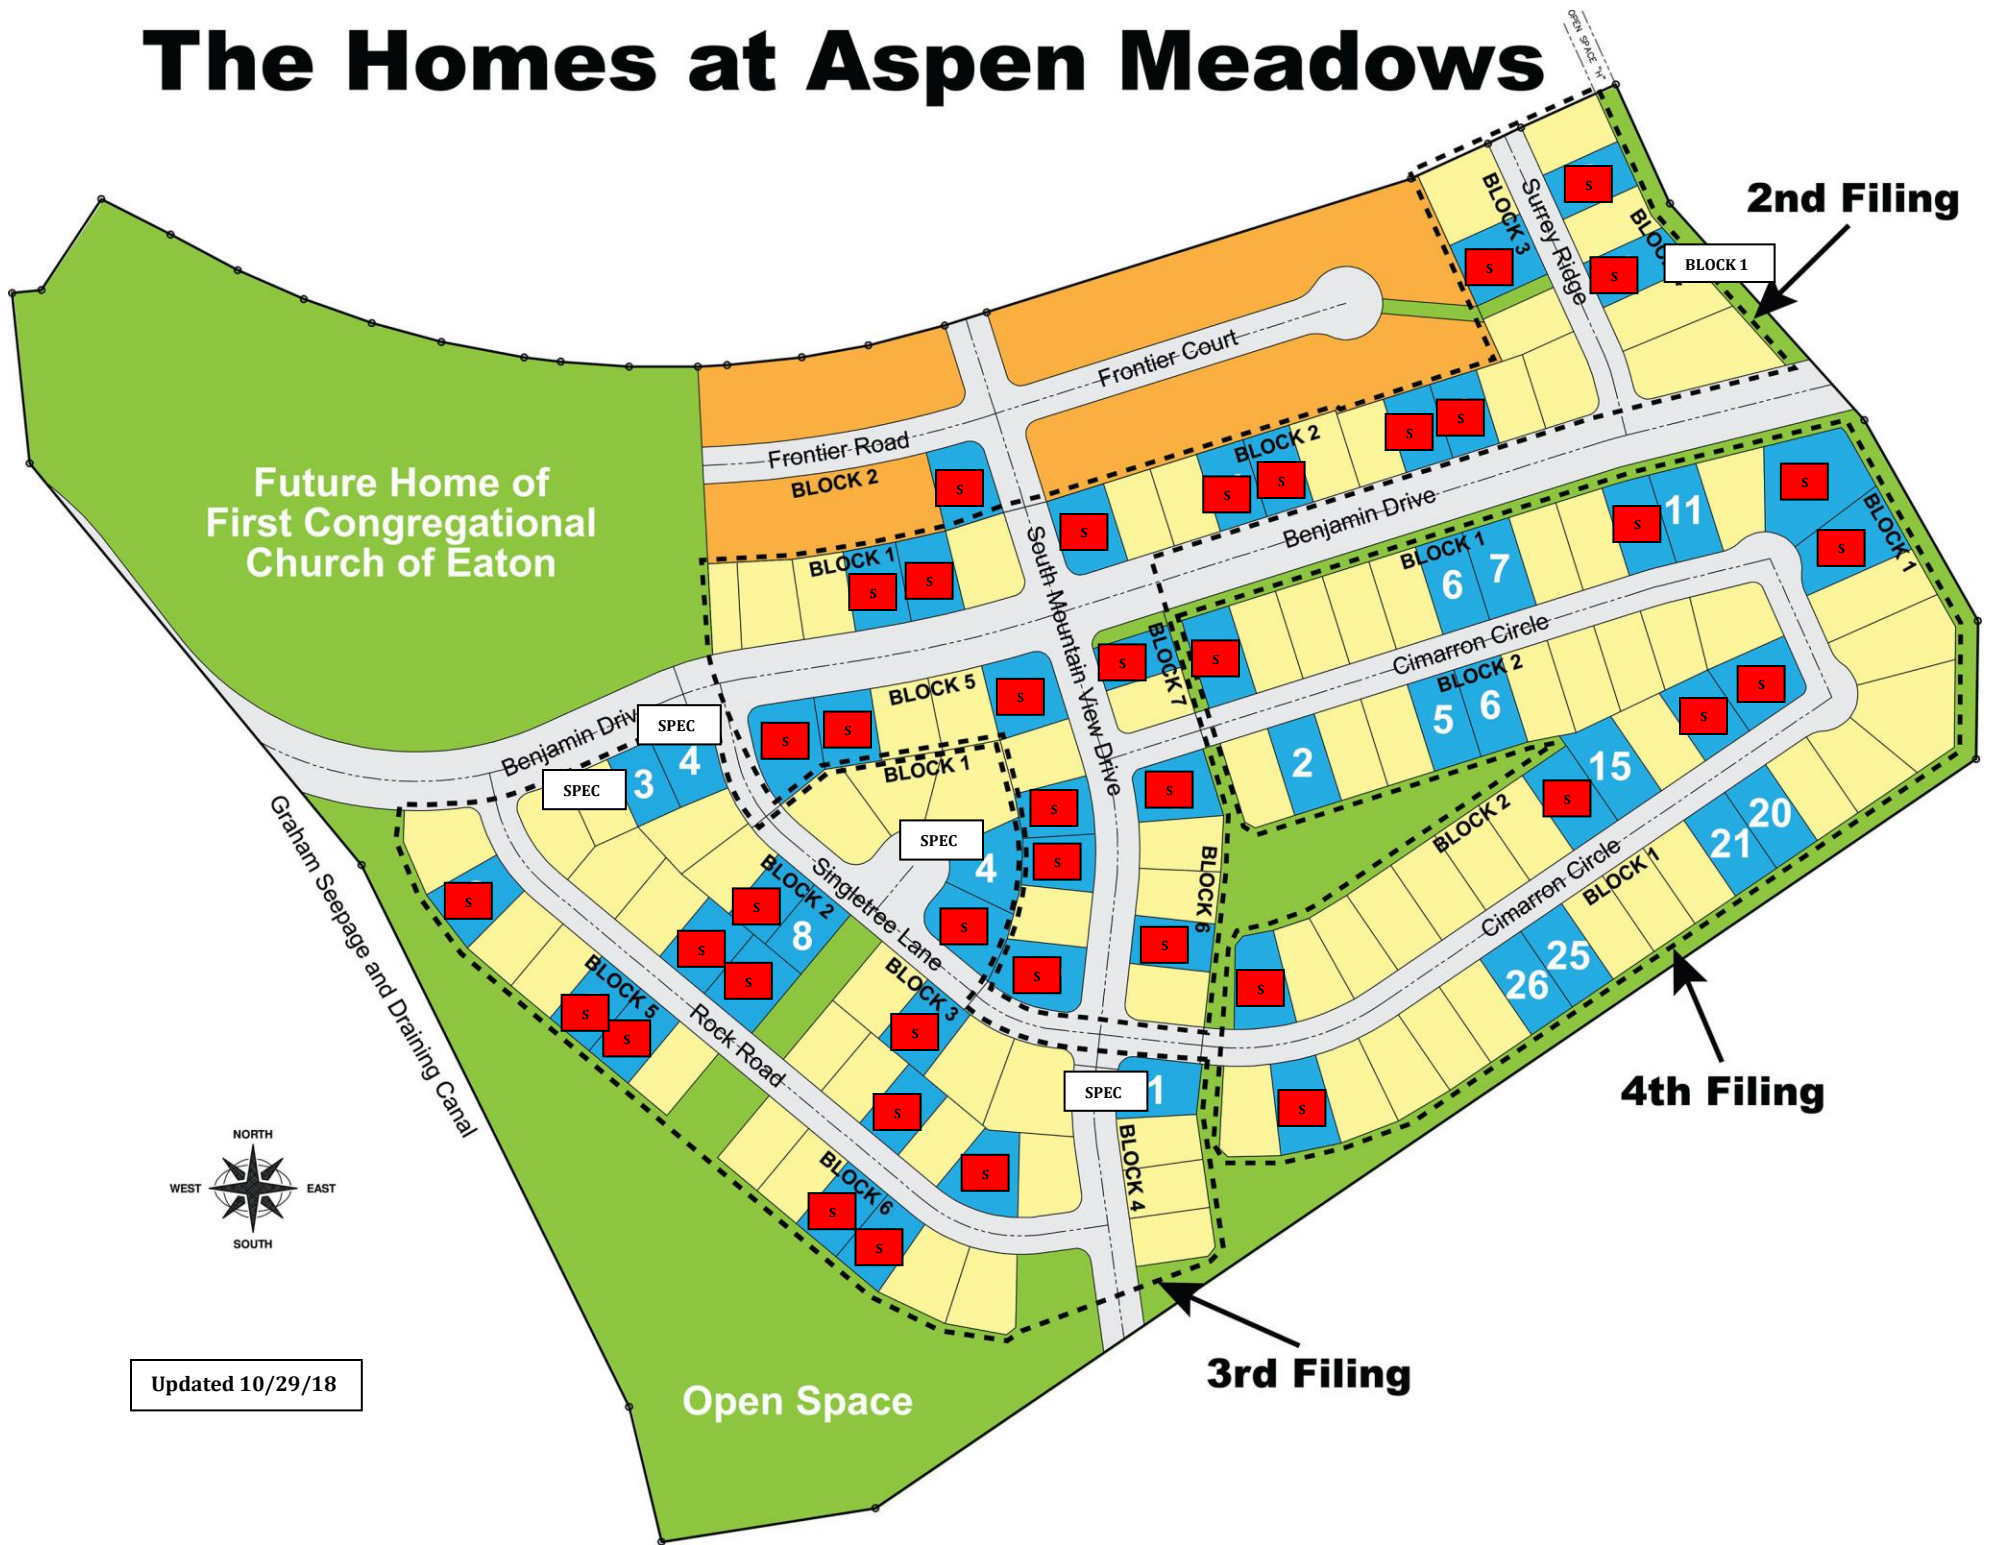 The Homes at Aspen Meadows
OPEN SPACE "H"
2nd Filing
BLOCK 3
Surrey Ridge
S
S
S
BLOCK 1
Frontier Court
Frontier Road
BLOCK 2
Future Home of
First Congregational
Church of Eaton
BLOCK 2
S
S
S
S
S
S
Benjamin Drive
BLOCK 1
S
S
South Mountain View Drive
BLOCK 1
6
7
S
11
S
S
BLOCK 1
Cimarron Circle
BLOCK 2
2
5
6
S
S
15
S
BLOCK 2
Cimarron Circle
BLOCK 1
20
21
25
26
S
S
4th Filing
BLOCK 7
S
S
BLOCK 5
S
S
S
Benjamin Drive
SPEC
SPEC
3
4
BLOCK 1
SPEC
4
S
S
S
S
S
BLOCK 6
S
Singletree Lane
BLOCK 2
8
S
S
S
S
BLOCK 5
S
S
Rock Road
BLOCK 3
S
S
S
SPEC
1
BLOCK 4
BLOCK 6
S
S
Graham Seepage and Draining Canal
NORTH
WEST
EAST
SOUTH
3rd Filing
Updated 10/29/18
Open Space